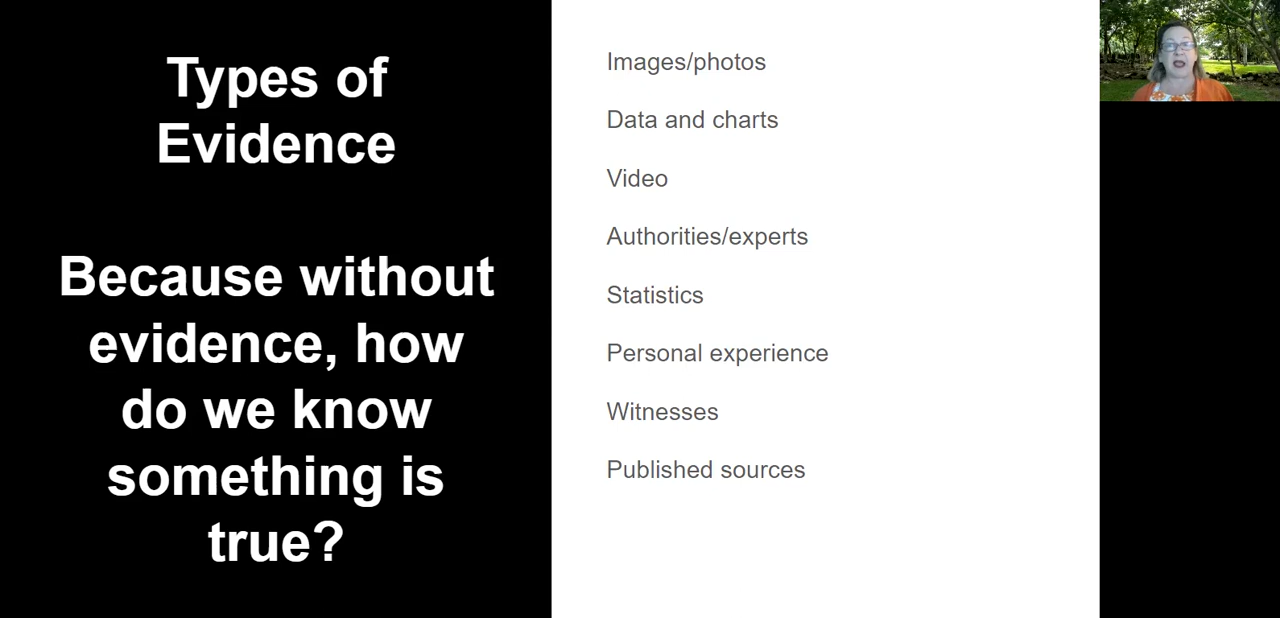 Types of
Evidence
Because without
evidence, how
do we know
something is
true?
Images/photos
Data and charts
Video
Authorities/experts
Statistics
Personal experience
Witnesses
Published sources